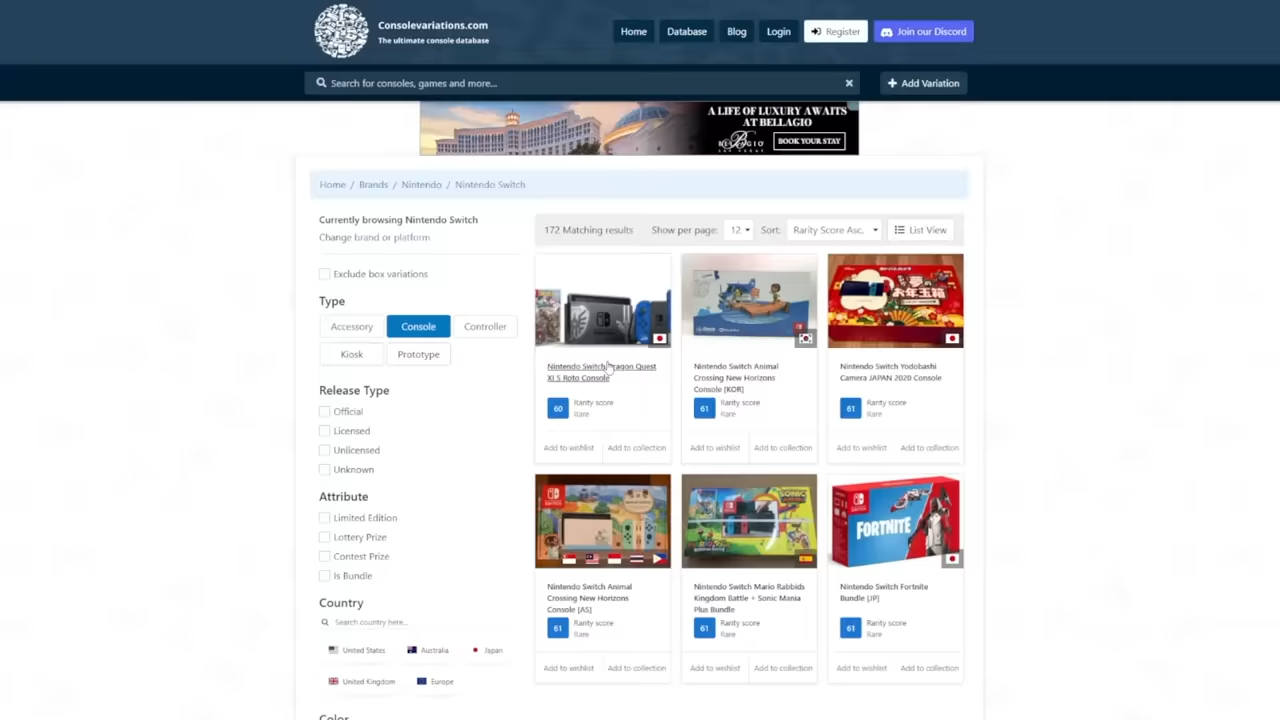 Consolevariations.com
The ultimate console database
Home
Database
Blog
Login
Register
Join our Discord
Search for consoles, games and more...
Add Variation
A LIFE OF LUXURY AWAITS
AT BELLAGIO
BELLAGIO
BOOK YOUR STAY
Home / Brands / Nintendo / Nintendo Switch
Currently browsing Nintendo Switch
Change brand or platform
Exclude box variations
Type
Accessory
Console
Controller
Kiosk
Prototype
Release Type
Official
Licensed
Unlicensed
Unknown
Attribute
Limited Edition
Lottery Prize
Contest Prize
Is Bundle
Country
Search country here...
United States
Australia
Japan
United Kingdom
Europe
Color
172 Matching results
Show per page:
12
Sort:
Rarity Score Asc.
List View
Nintendo Switch Dragon Quest
XI S Roto Console
60
Rarity score
Rare
Add to wishlist
Add to collection
Nintendo Switch Animal
Crossing New Horizons
Console [KOR]
61
Rarity score
Rare
Add to wishlist
Add to collection
お年玉箱
Nintendo Switch Yodobashi
Camera JAPAN 2020 Console
61
Rarity score
Rare
Add to wishlist
Add to collection
Nintendo Switch Animal
Crossing New Horizons
Console [AS]
61
Rarity score
Rare
Add to wishlist
Add to collection
SONIC
Nintendo Switch Mario Rabbids
Kingdom Battle + Sonic Mania
Plus Bundle
61
Rarity score
Rare
Add to wishlist
Add to collection
FORTNITE
Nintendo Switch Fortnite
Bundle [JP]
61
Rarity score
Rare
Add to wishlist
Add to collection